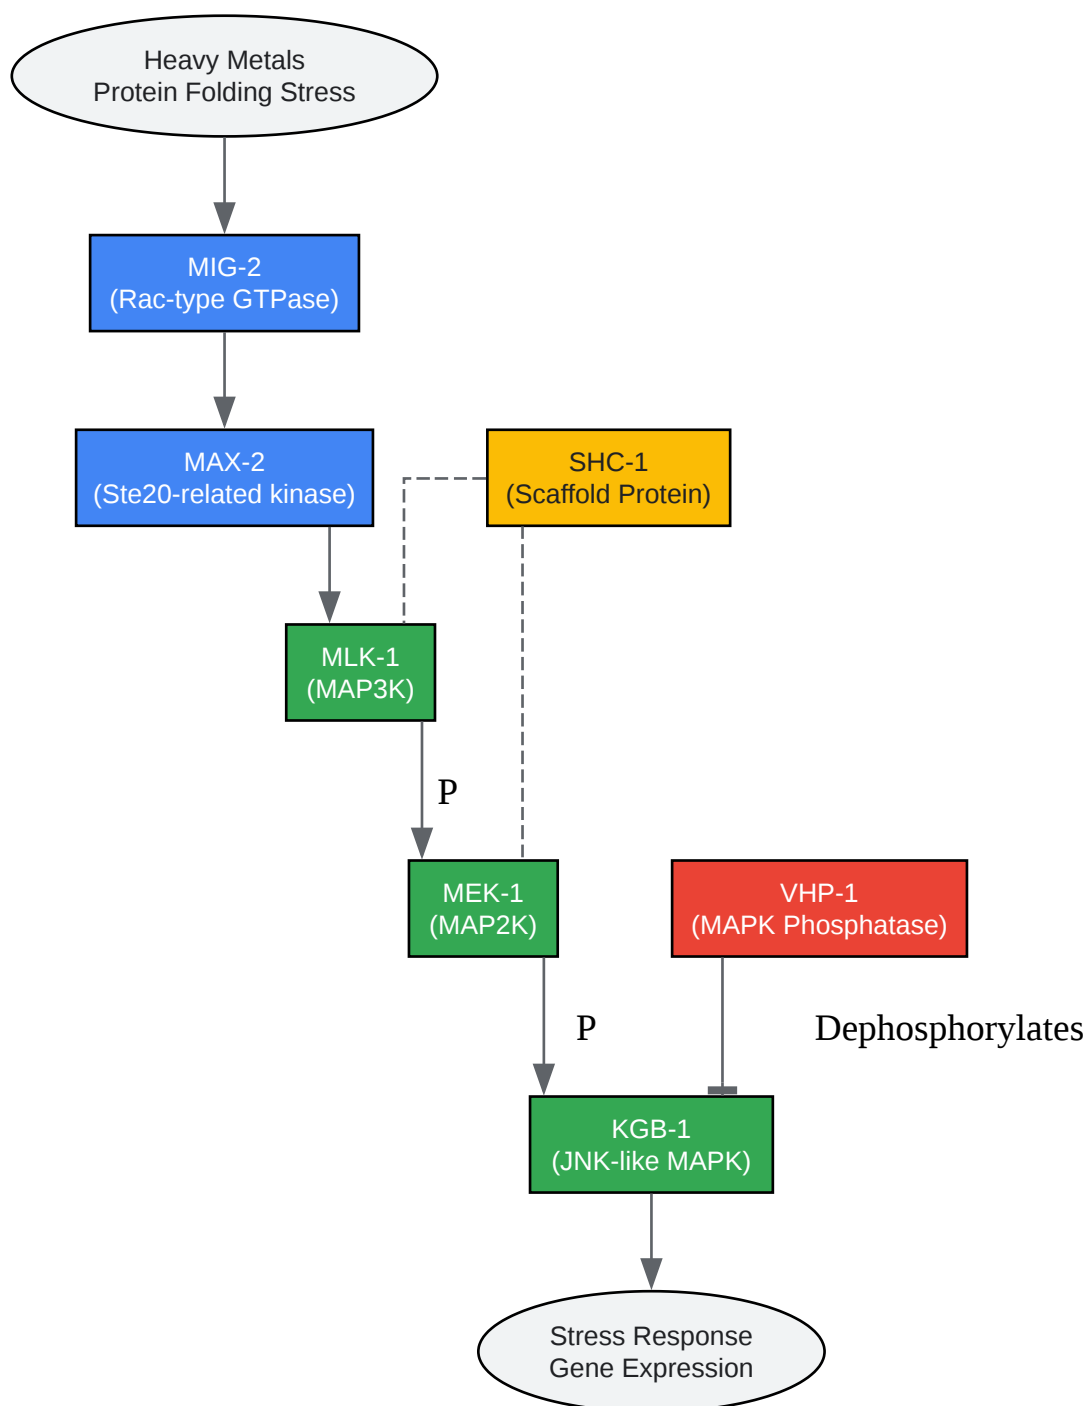 Heavy Metals
Protein Folding Stress
MIG-2
(Rac-type GTPase)
MAX-2
(Ste20-related kinase)
SHC-1
(Scaffold Protein)
MLK-1
(MAP3K)
P
MEK-1
(MAP2K)
VHP-1
(MAPK Phosphatase)
P
Dephosphorylates
KGB-1
(JNK-like MAPK)
Stress Response
Gene Expression